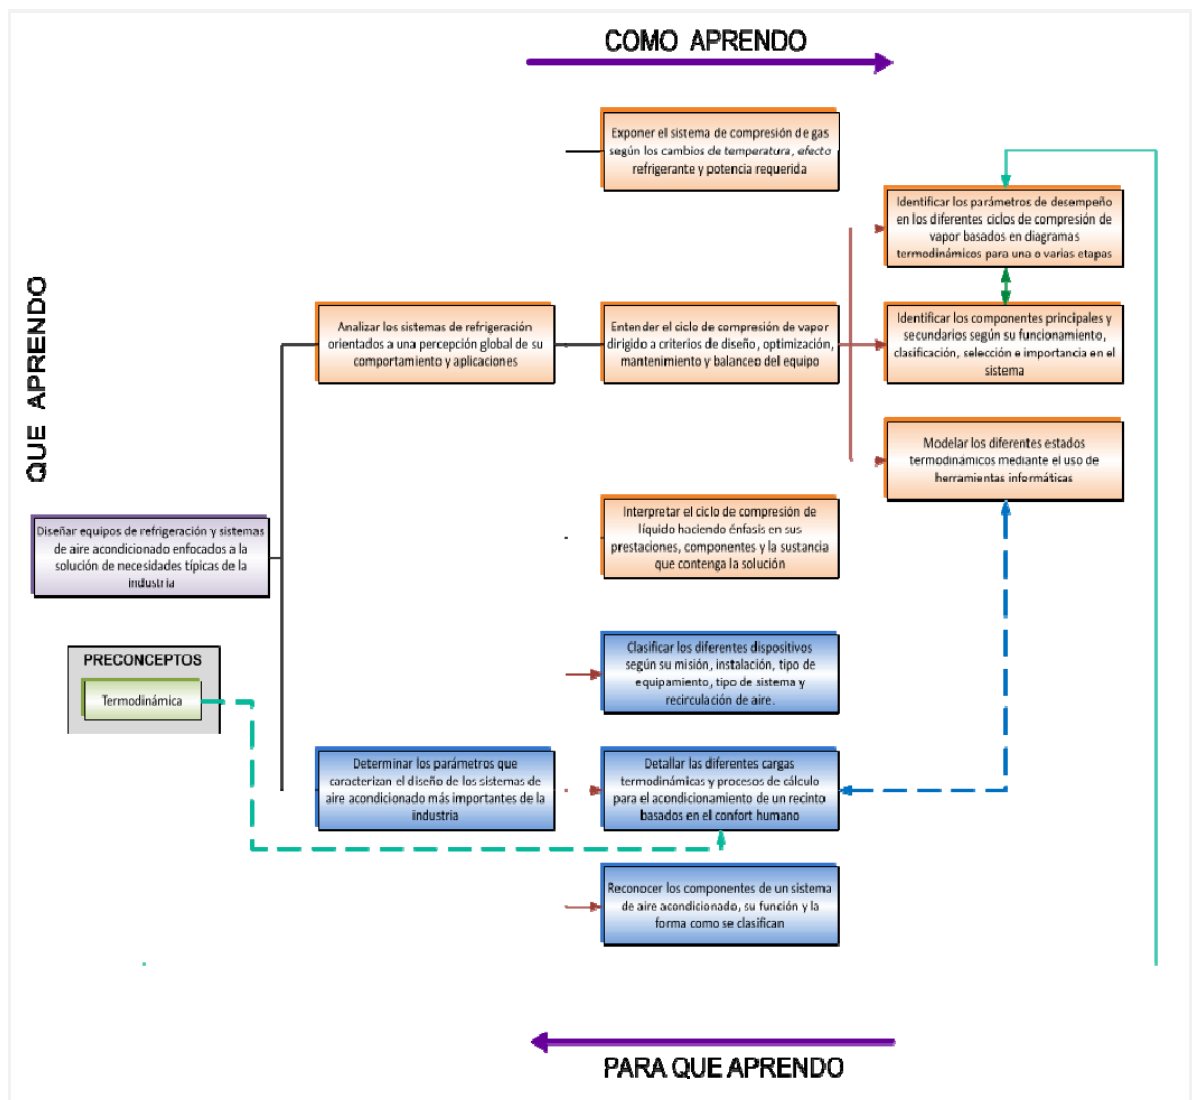 COMO APRENDO
Exponer el sistema de compresión de gas
según los cambios de temperatura, efecto
refrigerante y potencia requerida
Identificar los parámetros de desempeño
en los diferentes ciclos de compresión de
vapor basados en diagramas
termodinámicos para una o varias etapas
QUE APRENDO
Analizar los sistemas de refrigeración
orientados a una percepción global de su
comportamiento y aplicaciones
Entender el ciclo de compresión de vapor
dirigido a criterios de diseño, optimización,
mantenimiento y balanceo del equipo
Identificar los componentes principales y
secundarios según su funcionamiento,
clasificación, selección e importancia en el
sistema
Modelar los diferentes estados
termodinámicos mediante el uso de
herramientas informáticas
Diseñar equipos de refrigeración y sistemas
de aire acondicionado enfocados a la
solución de necesidades típicas de la
industria
Interpretar el ciclo de compresión de
líquido haciendo énfasis en sus
prestaciones, componentes y la sustancia
que contenga la solución
PRECONCEPTOS
Termodinámica
Clasificar los diferentes dispositivos
según su misión, instalación, tipo de
equipamiento, tipo de sistema y
recirculación de aire.
Determinar los parámetros que
caracterizan el diseño de los sistemas de
aire acondicionado más importantes de la
industria
Detallar las diferentes cargas
termodinámicas y procesos de cálculo
para el acondicionamiento de un recinto
basados en el confort humano
Reconocer los componentes de un sistema
de aire acondicionado, su función y la
forma como se clasifican
PARA QUE APRENDO